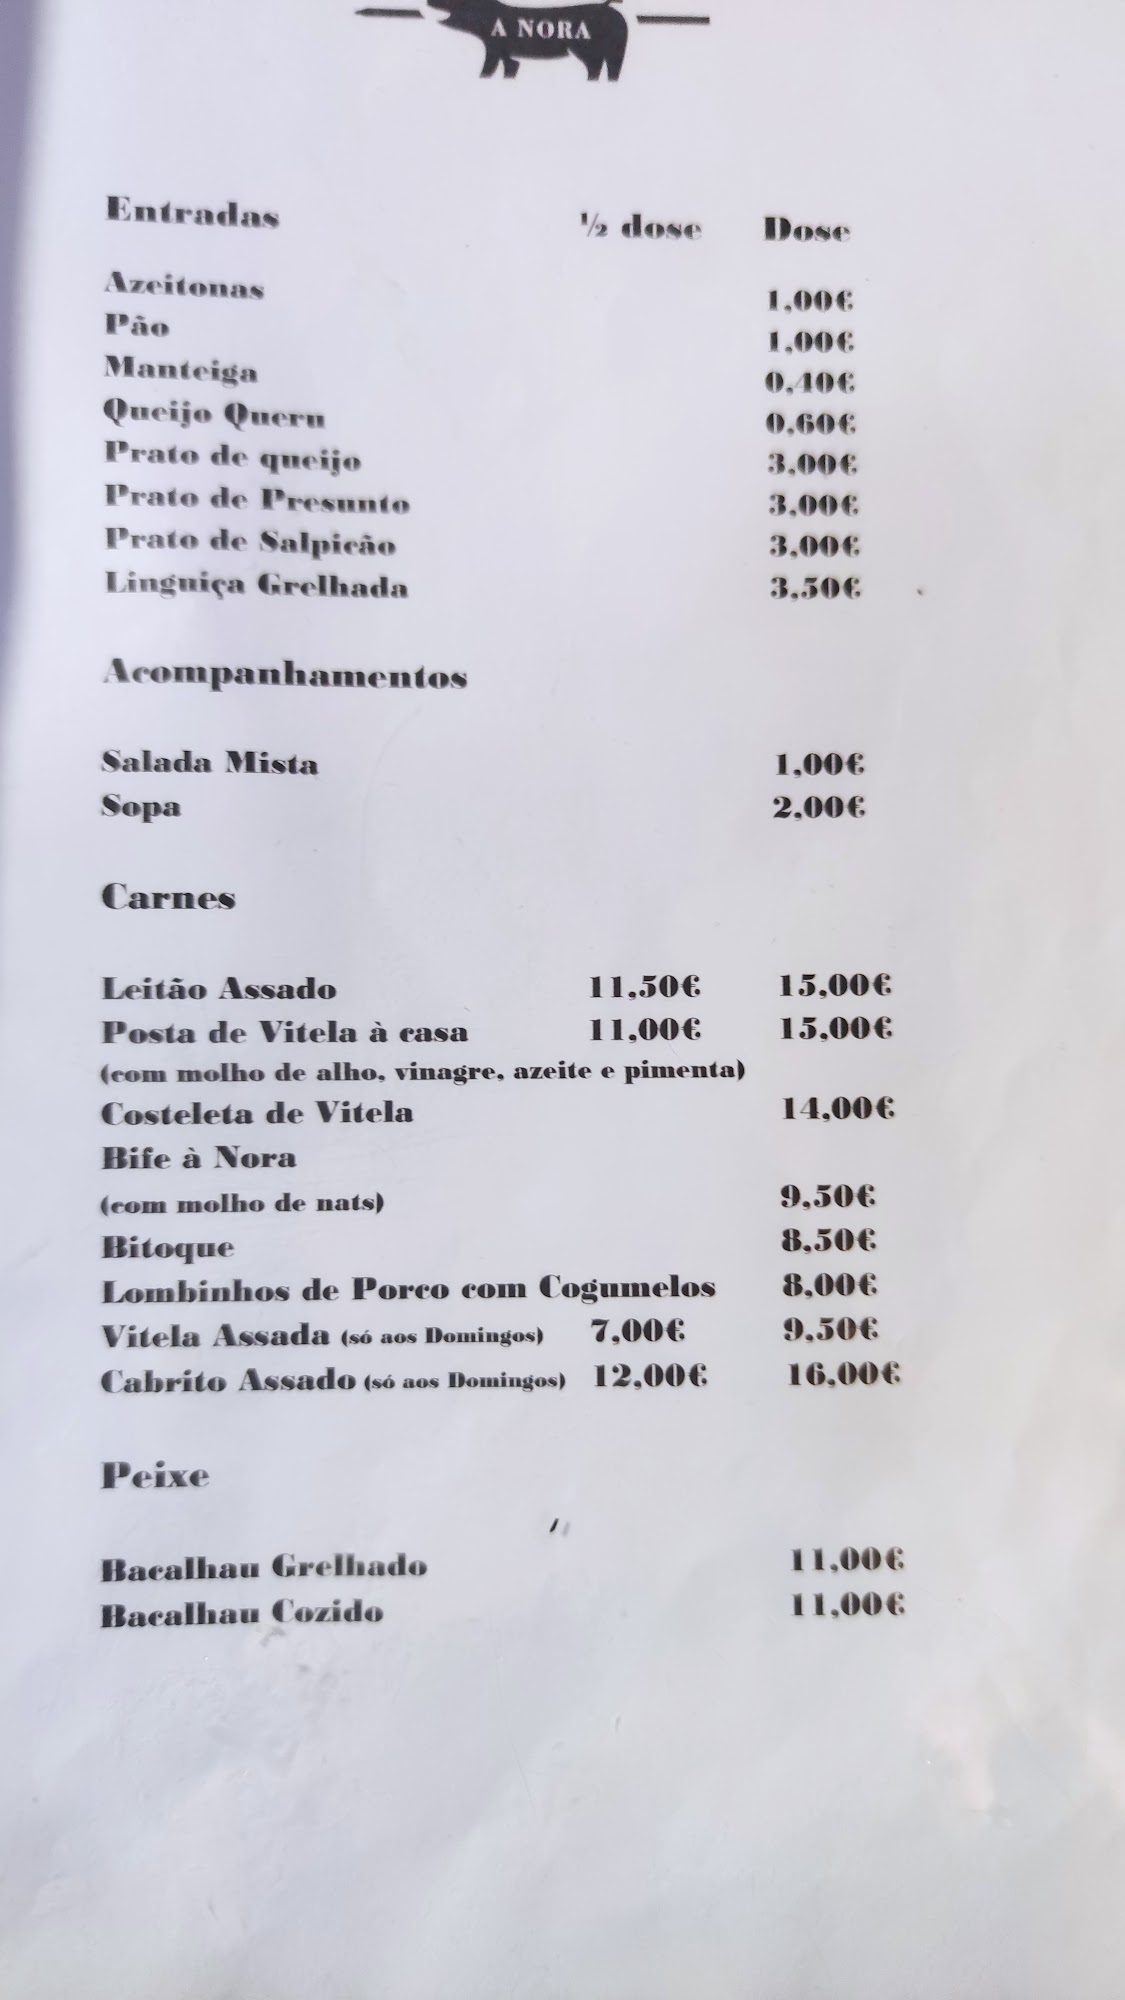 A NORA
Entradas ½ dose Dose
Azeitonas 1,00€
Pão 1,00€
Manteiga 0,40€
Queijo Queru 0,60€
Prato de queijo 3,00€
Prato de Presunto 3,00€
Prato de Salpicão 3,00€
Linguiça Grelhada 3,50€
Acompanhamentos
Salada Mista 1,00€
Sopa 2,00€
Carnes
Leitão Assado 11,50€ 15,00€
Posta de Vitela à casa 11,00€ 15,00€
(com molho de alho, vinagre, azeite e pimenta)
Costeleta de Vitela 14,00€
Bife à Nora
(com molho de nats) 9,50€
Bitoque 8,50€
Lombinhos de Porco com Cogumelos 8,00€
Vitela Assada (só aos Domingos) 7,00€ 9,50€
Cabrito Assado (só aos Domingos) 12,00€ 16,00€
Peixe
Bacalhau Grelhado 11,00€
Bacalhau Cozido 11,00€